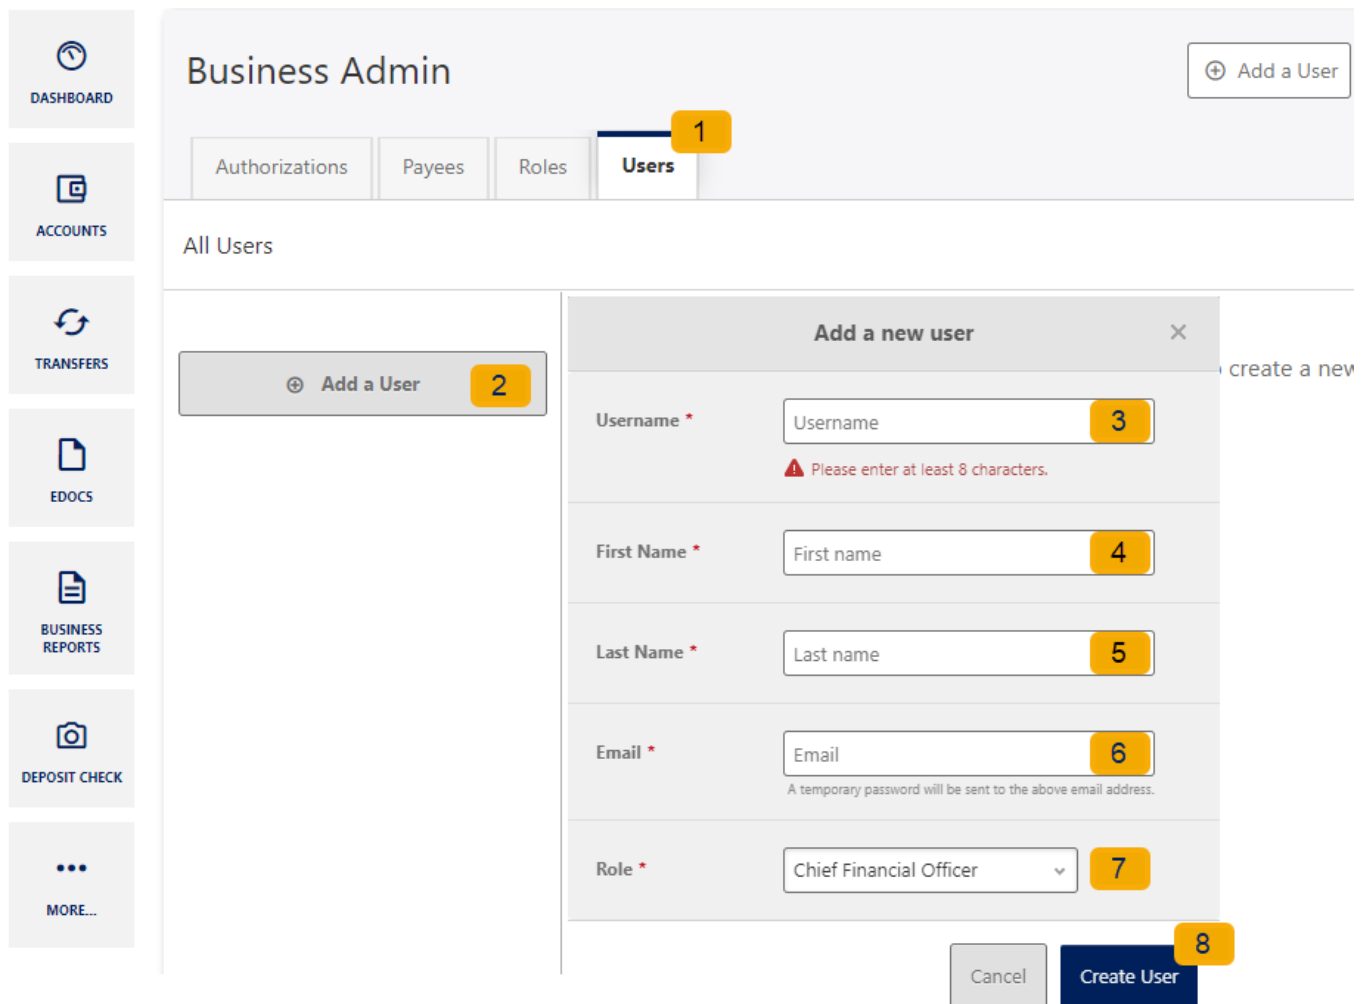 DASHBOARD
ACCOUNTS
TRANSFERS
EDOCS
BUSINESS
REPORTS
DEPOSIT CHECK
MORE...
Business Admin
Add a User
1
Authorizations
Payees
Roles
Users
All Users
Add a User
2
Add a new user
create a new
Username *
Username
3
Please enter at least 8 characters.
First Name *
First name
4
Last Name *
Last name
5
Email *
Email
6
A temporary password will be sent to the above email address.
Role *
Chief Financial Officer
7
8
Cancel
Create User